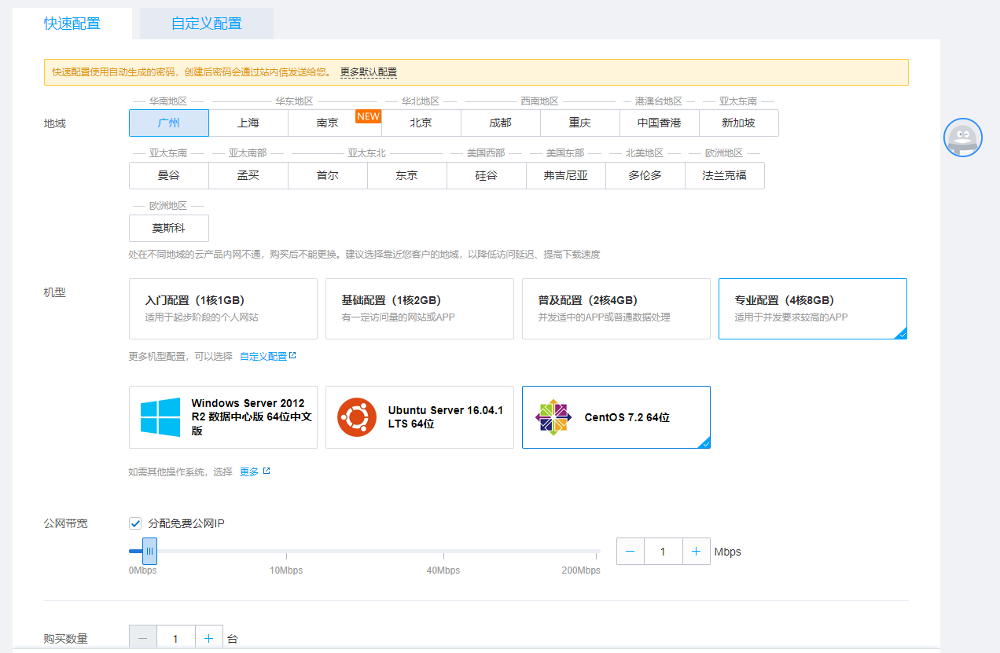 快速配置 自定义配置
快速配置使用自动生成的密码，创建后密码会通过站内信发送给您。 更多默认配置
华南地区 华东地区 华北地区 西南地区 港澳台地区 亚太东南
地域 广州 上海 南京 NEW 北京 成都 重庆 中国香港 新加坡
亚太东南 亚太南部 亚太东北 美国西部 美国东部 北美地区 欧洲地区
曼谷 孟买 首尔 东京 硅谷 弗吉尼亚 多伦多 法兰克福
欧洲地区
莫斯科
处在不同地域的云产品内网不通，购买后不能更换。建议选择靠近您客户的地域，以降低访问延迟、提高下载速度
机型
入门配置（1核1GB） 基础配置（1核2GB） 普及配置（2核4GB） 专业配置（4核8GB）
适用于起步阶段的个人网站 有一定访问量的网站或APP 并发适中的APP或普通数据处理 适用于并发要求较高的APP
更多机型配置，可以选择 自定义配置
Windows Server 2012
R2 数据中心版 64位中文
版
Ubuntu Server 16.04.1
LTS 64位
CentOS 7.2 64位
如需其他操作系统，选择 更多
公网带宽 分配免费公网IP
1 Mbps
0Mbps 10Mbps 40Mbps 200Mbps
购买数量 1 台